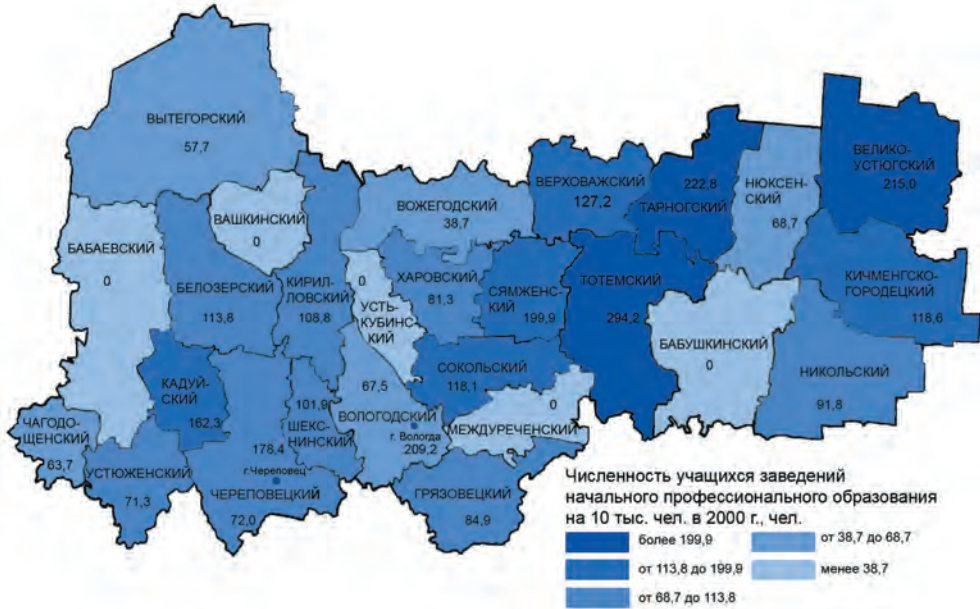 ВЫТЕГОРСКИЙ
57,7
ВЕЛИКО-
УСТЮГСКИЙ
215,0
ВЕРХОВАЖСКИЙ
127,2
222,8
ТАРНОГСКИЙ
НЮКСЕН-
СКИЙ
68,7
ВАШКИНСКИЙ
0
ВОЖЕГОДСКИЙ
38,7
БАБАЕВСКИЙ
0
БЕЛОЗЕРСКИЙ
113,8
КИРИЛ-
ЛОВСКИЙ
108,8
0
УСТЬ-
КУБИНС-
КИЙ
ХАРОВСКИЙ
81,3
СЯМЖЕН-
СКИЙ
199,9
ТОТЕМСКИЙ
294,2
КИЧМЕНГСКО-
ГОРОДЕЦКИЙ
118,6
БАБУШКИНСКИЙ
0
НИКОЛЬСКИЙ
91,8
КАДУЙ-
СКИЙ
162,3
СОКОЛЬСКИЙ
118,1
67,5
ВОЛОГОДСКИЙ
г. Вологда
209,2
101,9
ШЕКС-
НИНСКИЙ
0
МЕЖДУРЕЧЕНСКИЙ
ЧАГОДО-
ЩЕНСКИЙ
63,7
УСТЮЖЕНСКИЙ
71,3
178,4
г.Череповец
ЧЕРЕПОВЕЦКИЙ
72,0
ГРЯЗОВЕЦКИЙ
84,9
Численность учащихся заведений
начального профессионального образования
на 10 тыс. чел. в 2000 г., чел.
более 199,9
от 113,8 до 199,9
от 68,7 до 113,8
от 38,7 до 68,7
менее 38,7